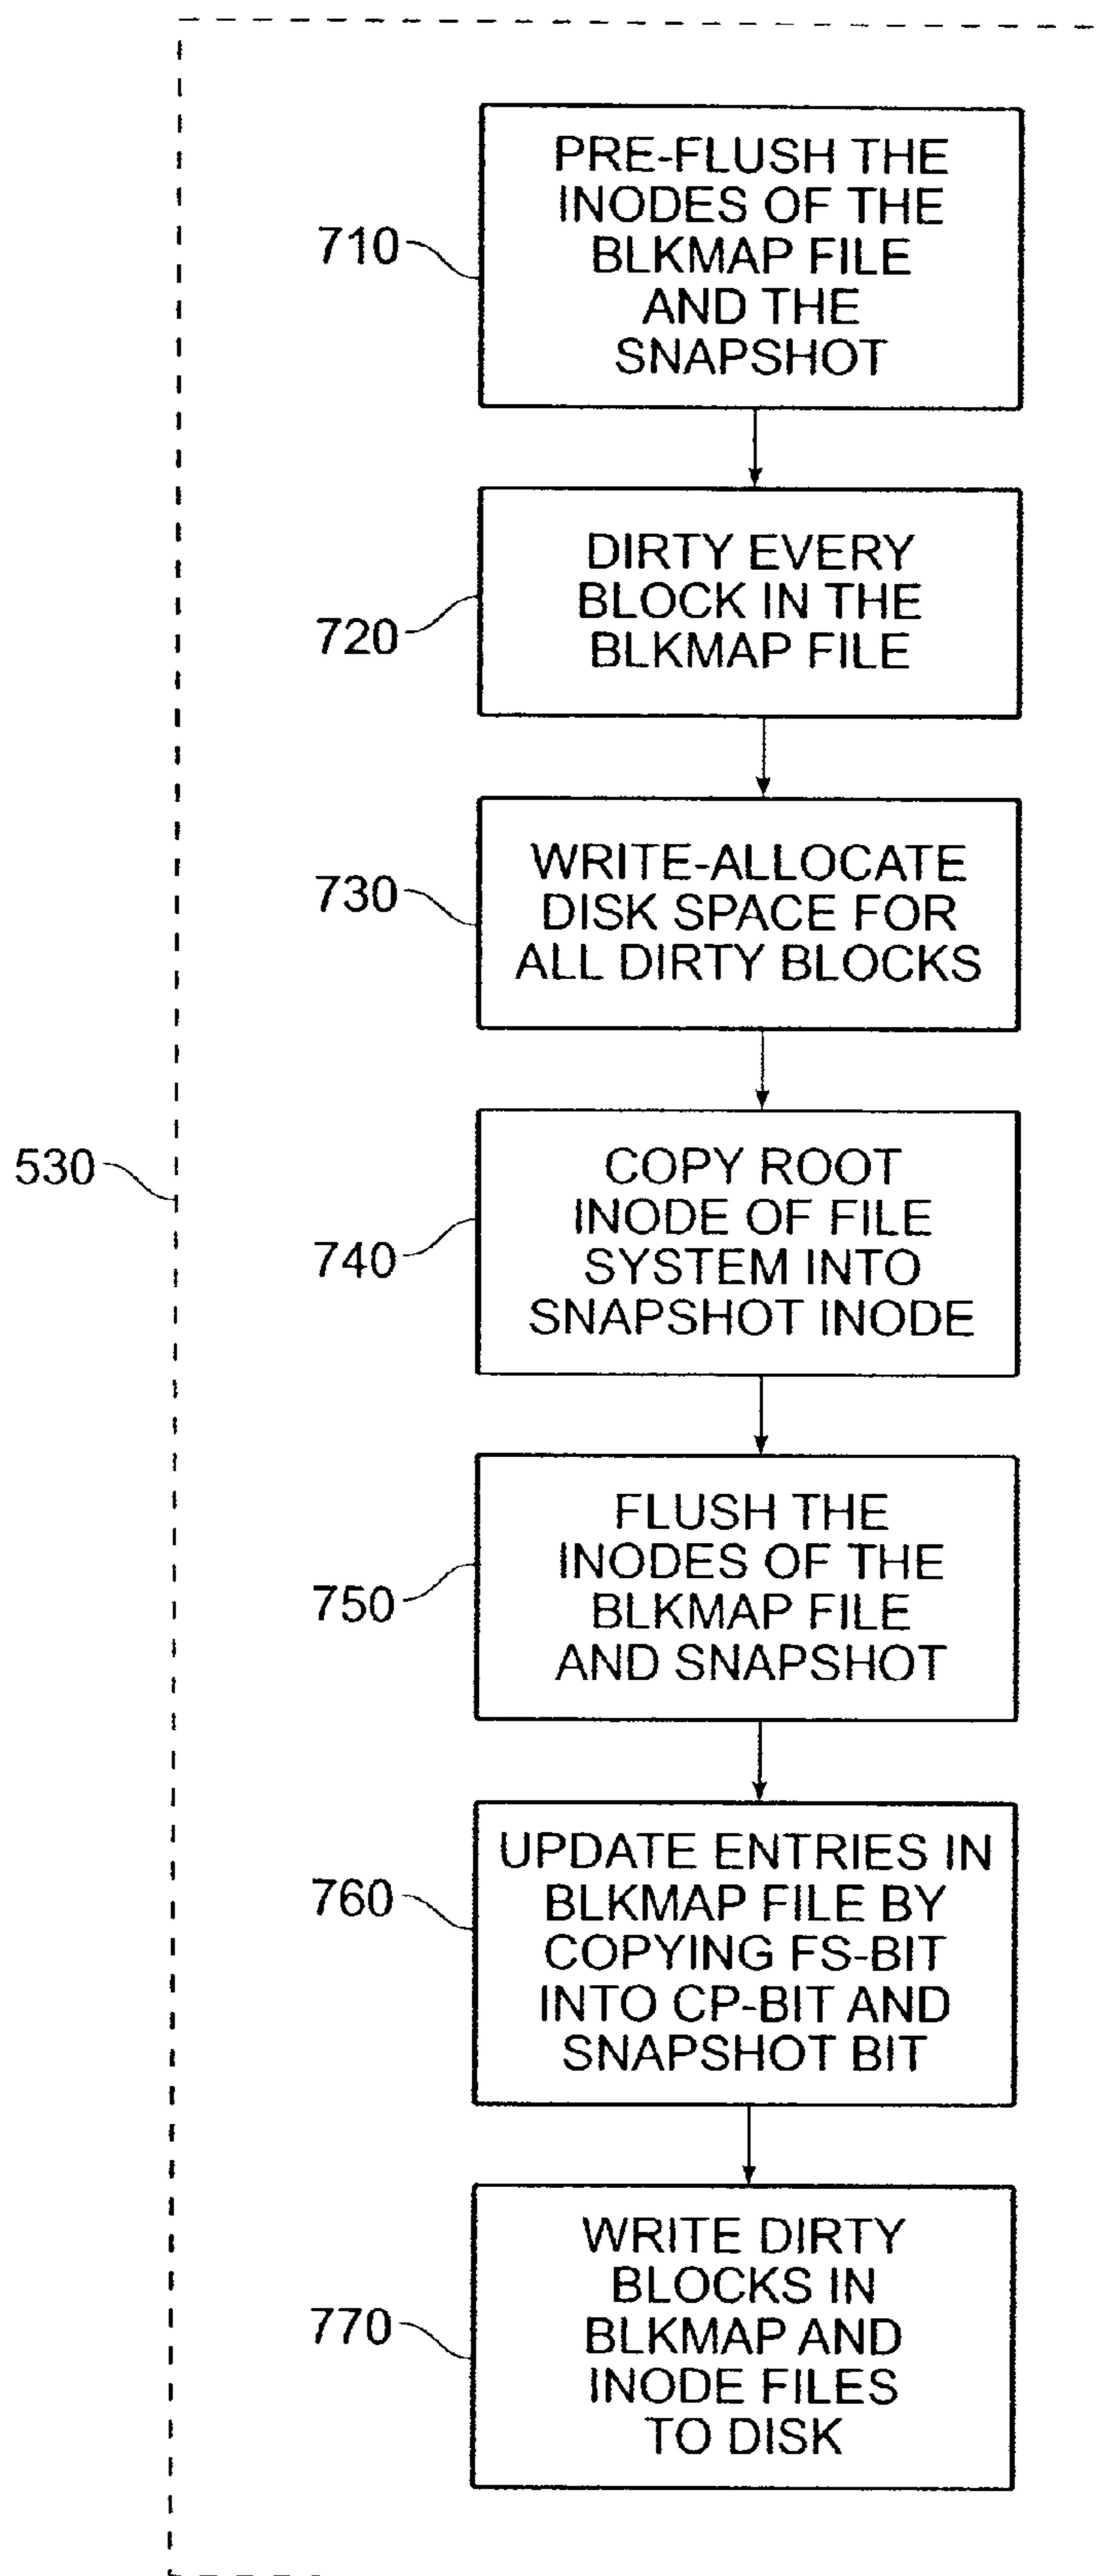 PRE-FLUSH THE
INODES OF THE
BLKMAP FILE
AND THE
SNAPSHOT
710
DIRTY EVERY
BLOCK IN THE
BLKMAP FILE
720
WRITE-ALLOCATE
DISK SPACE FOR
ALL DIRTY BLOCKS
730
530
COPY ROOT
INODE OF FILE
SYSTEM INTO
SNAPSHOT INODE
740
FLUSH THE
INODES OF THE
BLKMAP FILE
AND SNAPSHOT
750
UPDATE ENTRIES IN
BLKMAP FILE BY
COPYING FS-BIT
INTO CP-BIT AND
SNAPSHOT BIT
760
WRITE DIRTY
BLOCKS IN
BLKMAP AND
INODE FILES
TO DISK
770